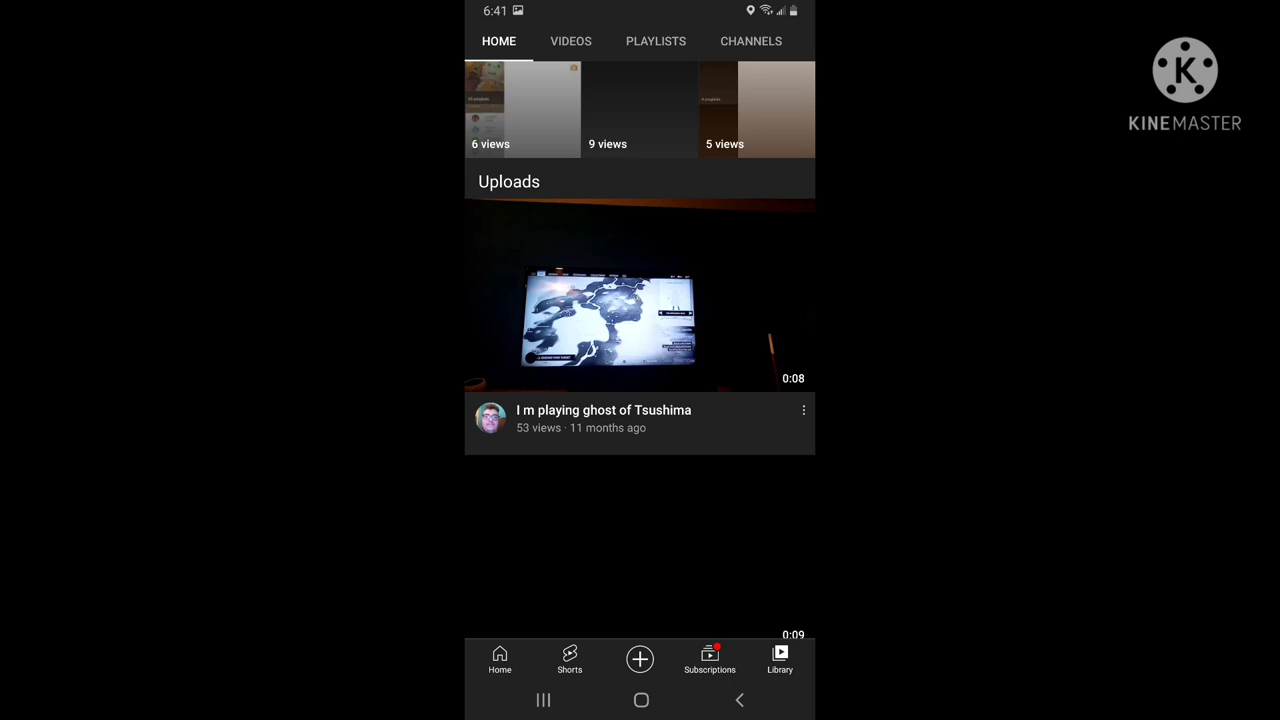 6:41
HOME VIDEOS PLAYLISTS CHANNELS
KINEMASTER
6 views 9 views 5 views
Uploads
0:08
I m playing ghost of Tsushima
53 views · 11 months ago
0:09
Home Shorts Subscriptions Library